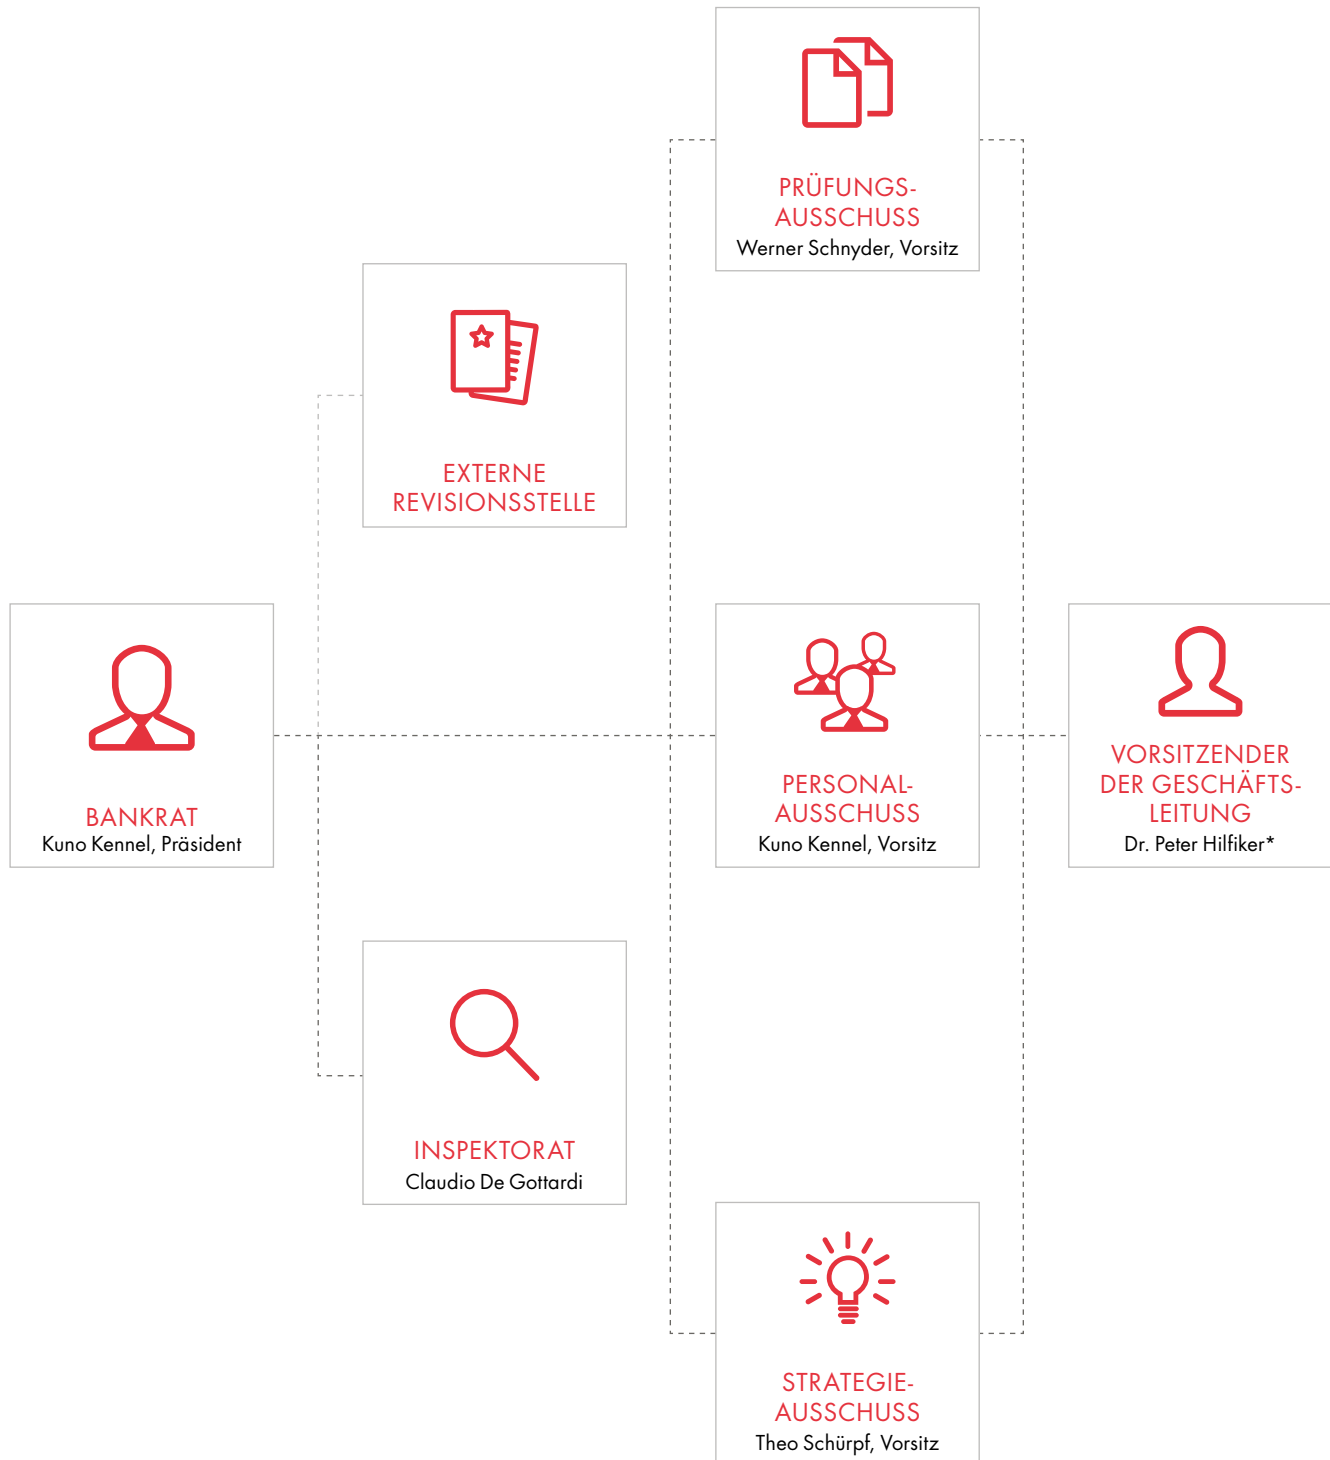 PRÜFUNGS-
AUSSCHUSS
Werner Schnyder, Vorsitz
EXTERNE
REVISIONSSTELLE
BANKRAT
Kuno Kennel, Präsident
PERSONAL-
AUSSCHUSS
Kuno Kennel, Vorsitz
VORSITZENDER
DER GESCHÄFTS-
LEITUNG
Dr. Peter Hilfiker*
INSPEKTORAT
Claudio De Gottardi
STRATEGIE-
AUSSCHUSS
Theo Schürpf, Vorsitz